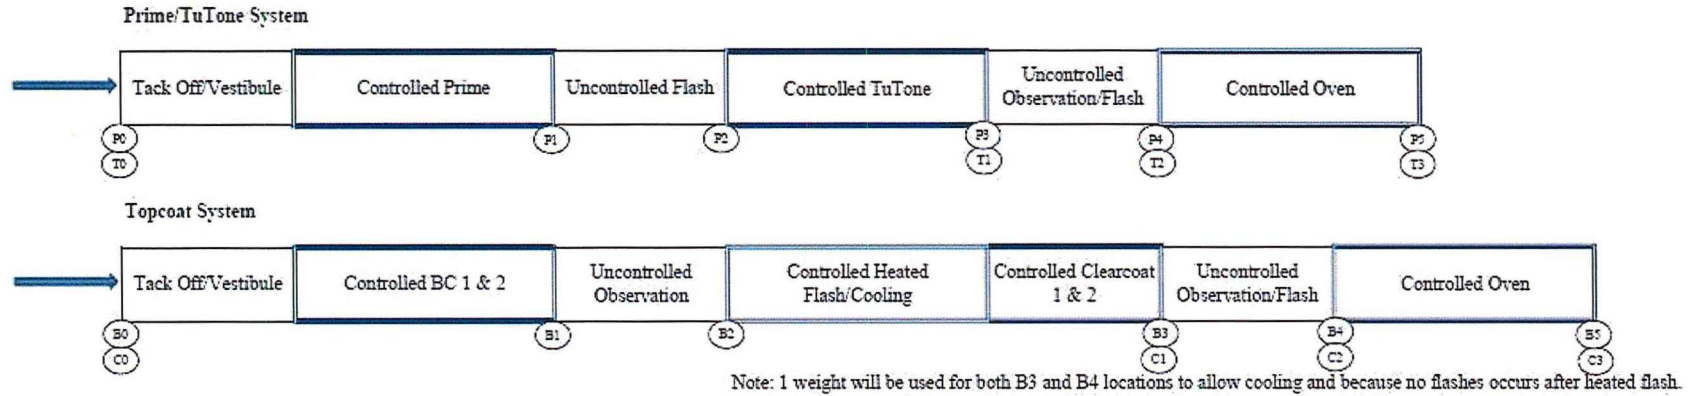 Prime/TuTone System
Tack Off/Vestibule
Controlled Prime
Uncontrolled Flash
Controlled TuTone
Uncontrolled
Observation/Flash
Controlled Oven
P0
T0
P1
P2
P3
T1
P4
T2
P5
T3
Topcoat System
Tack Off/Vestibule
Controlled BC 1 & 2
Uncontrolled
Observation
Controlled Heated
Flash/Cooling
Controlled Clearcoat
1 & 2
Uncontrolled
Observation/Flash
Controlled Oven
B0
C0
B1
B2
B3
C1
B4
C2
B5
C3
Note: 1 weight will be used for both B3 and B4 locations to allow cooling and because no flashes occurs after heated flash.